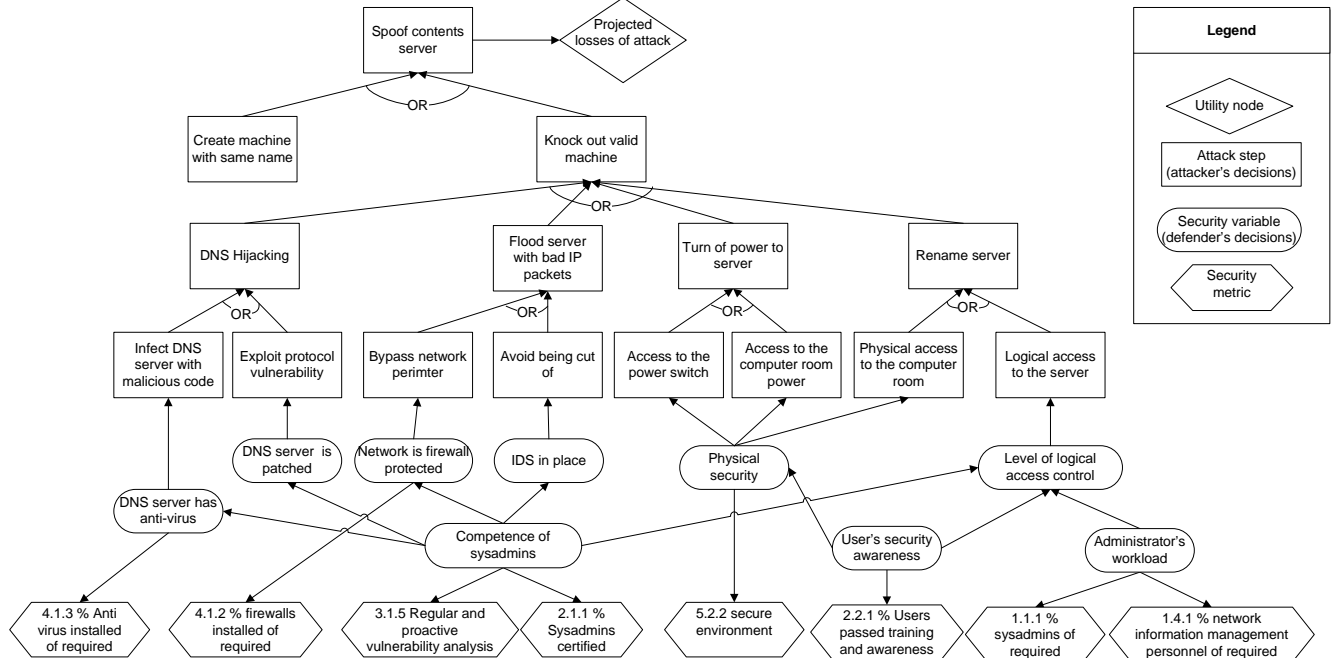 Spoof contents
server
Projected
losses of attack
Legend
Utility node
Attack step
(attacker's decisions)
Security variable
(defender's decisions)
Security
metric
OR
Create machine
with same name
Knock out valid
machine
OR
DNS Hijacking
Flood server
with bad IP
packets
Turn of power to
server
Rename server
OR
OR
OR
OR
Infect DNS
server with
malicious code
Exploit protocol
vulnerability
Bypass network
perimter
Avoid being cut
of
Access to the
power switch
Access to the
computer room
power
Physical access
to the computer
room
Logical access
to the server
DNS server is
patched
Network is firewall
protected
IDS in place
Physical
security
Level of logical
access control
DNS server has
anti-virus
Competence of
sysadmins
User's security
awareness
Administrator's
workload
4.1.3 % Anti
virus installed
of required
4.1.2 % firewalls
installed of
required
3.1.5 Regular and
proactive
vulnerability analysis
2.1.1 %
Sysadmins
certified
5.2.2 secure
environment
2.2.1 % Users
passed training
and awareness
1.1.1 %
sysadmins of
required
1.4.1 % network
information management
personnel of required